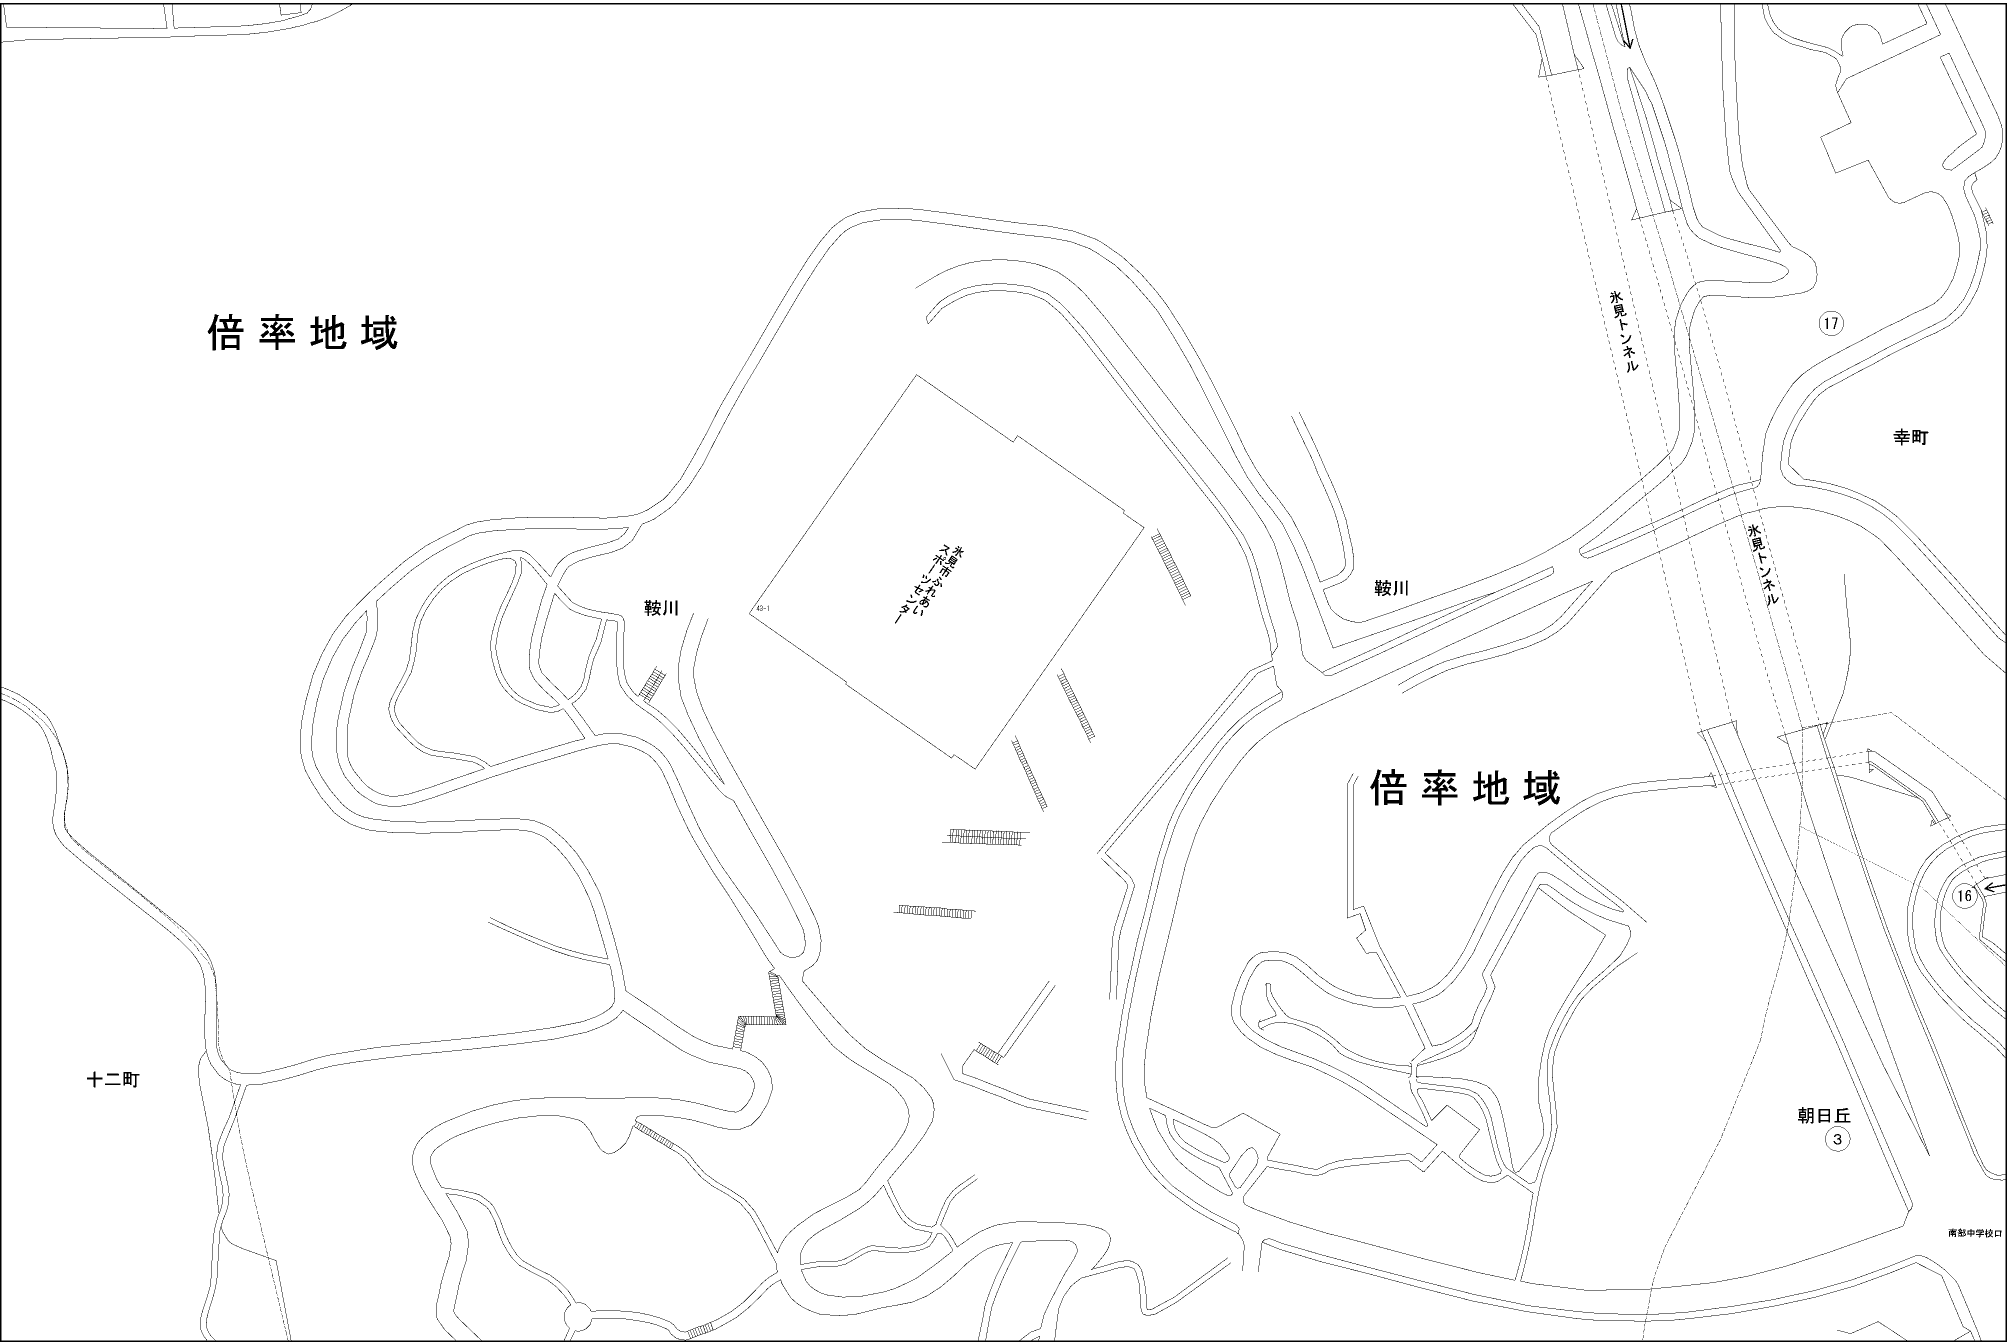 氷見トンネル
17
倍率地域
幸町
氷見市ふれあい
スポーツセンター
43-1
鞍川
鞍川
氷見トンネル
倍率地域
16
十二町
朝日丘
3
南部中学校口